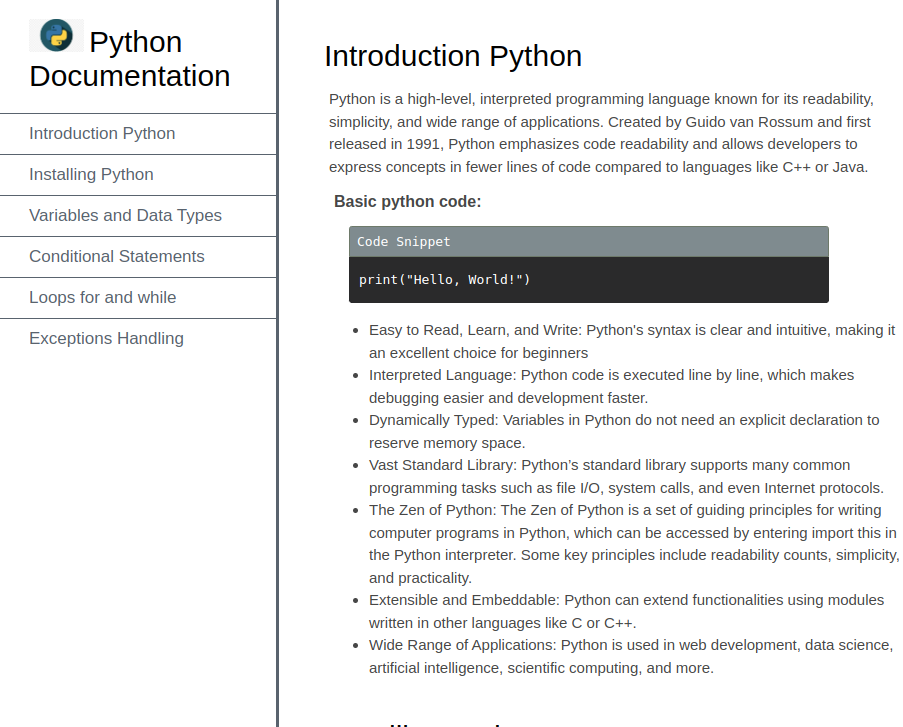 Python
Documentation
Introduction Python
Installing Python
Variables and Data Types
Conditional Statements
Loops for and while
Exceptions Handling
Introduction Python
Python is a high-level, interpreted programming language known for its readability,
simplicity, and wide range of applications. Created by Guido van Rossum and first
released in 1991, Python emphasizes code readability and allows developers to
express concepts in fewer lines of code compared to languages like C++ or Java.
Basic python code:
Code Snippet
print("Hello, World!")
• Easy to Read, Learn, and Write: Python's syntax is clear and intuitive, making it
an excellent choice for beginners
• Interpreted Language: Python code is executed line by line, which makes
debugging easier and development faster.
• Dynamically Typed: Variables in Python do not need an explicit declaration to
reserve memory space.
• Vast Standard Library: Python’s standard library supports many common
programming tasks such as file I/O, system calls, and even Internet protocols.
• The Zen of Python: The Zen of Python is a set of guiding principles for writing
computer programs in Python, which can be accessed by entering import this in
the Python interpreter. Some key principles include readability counts, simplicity,
and practicality.
• Extensible and Embeddable: Python can extend functionalities using modules
written in other languages like C or C++.
• Wide Range of Applications: Python is used in web development, data science,
artificial intelligence, scientific computing, and more.